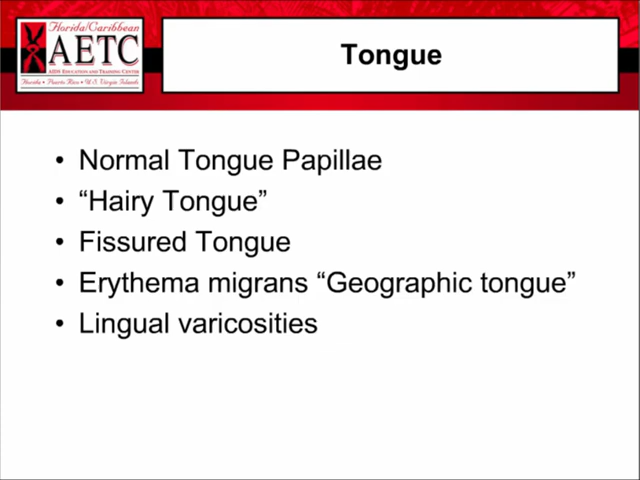 Florida/Caribbean
AETC
AIDS Education and Training Center
Florida • Puerto Rico • U.S. Virgin Islands
Tongue
• Normal Tongue Papillae
• “Hairy Tongue”
• Fissured Tongue
• Erythema migrans “Geographic tongue”
• Lingual varicosities